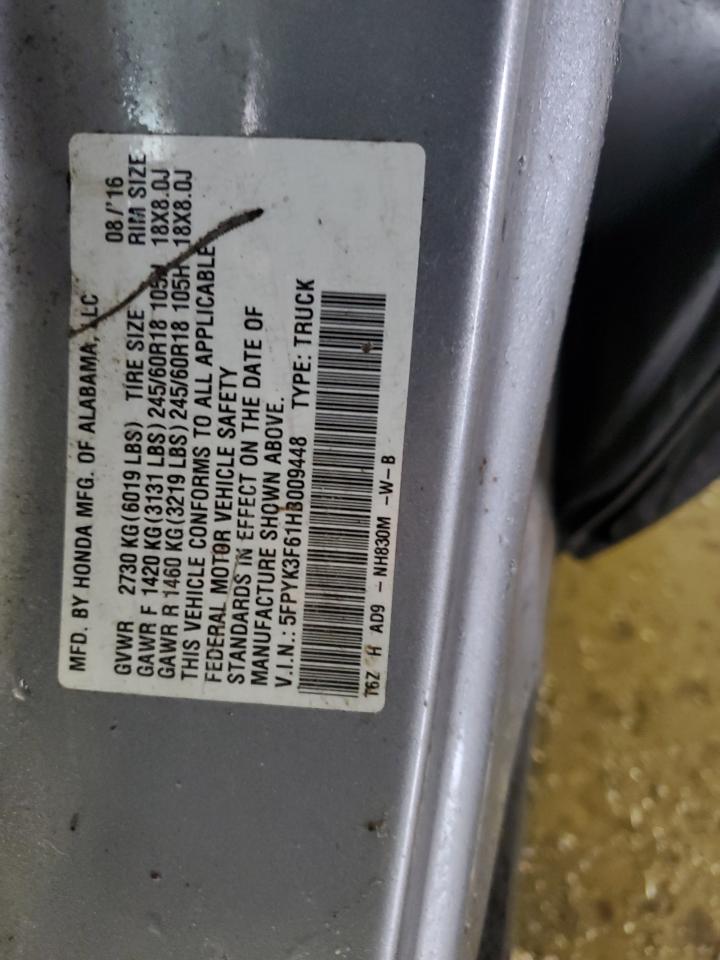 MFD. BY HONDA MFG. OF ALABAMA, LLC 08/'16
GVWR 2730 KG (6019 LBS) TIRE SIZE RIM SIZE
GAWR F 1420 KG (3131 LBS) 245/60R18 105H 18X8.0J
GAWR R 1460 KG (3219 LBS) 245/60R18 105H 18X8.0J
THIS VEHICLE CONFORMS TO ALL APPLICABLE
FEDERAL MOTOR VEHICLE SAFETY
STANDARDS IN EFFECT ON THE DATE OF
MANUFACTURE SHOWN ABOVE.
V.I.N.: 5FPYK3F61HB009448 TYPE: TRUCK
T6Z H AD9 - NH830M -W-B